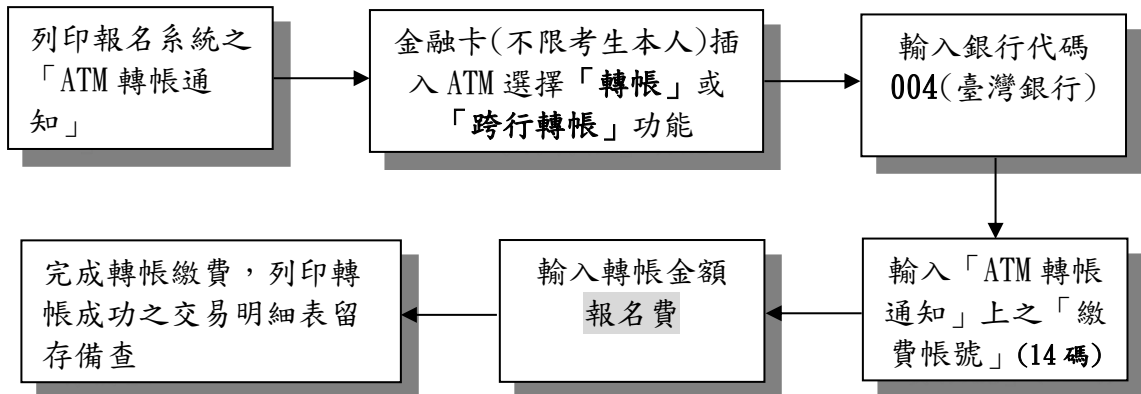 列印報名系統之
「ATM 轉帳通
知」
金融卡(不限考生本人)插
入 ATM 選擇「轉帳」或
「跨行轉帳」功能
輸入銀行代碼
004(臺灣銀行)
輸入「ATM 轉帳
通知」上之「繳
費帳號」(14 碼)
輸入轉帳金額
報名費
完成轉帳繳費，列印轉
帳成功之交易明細表留
存備查